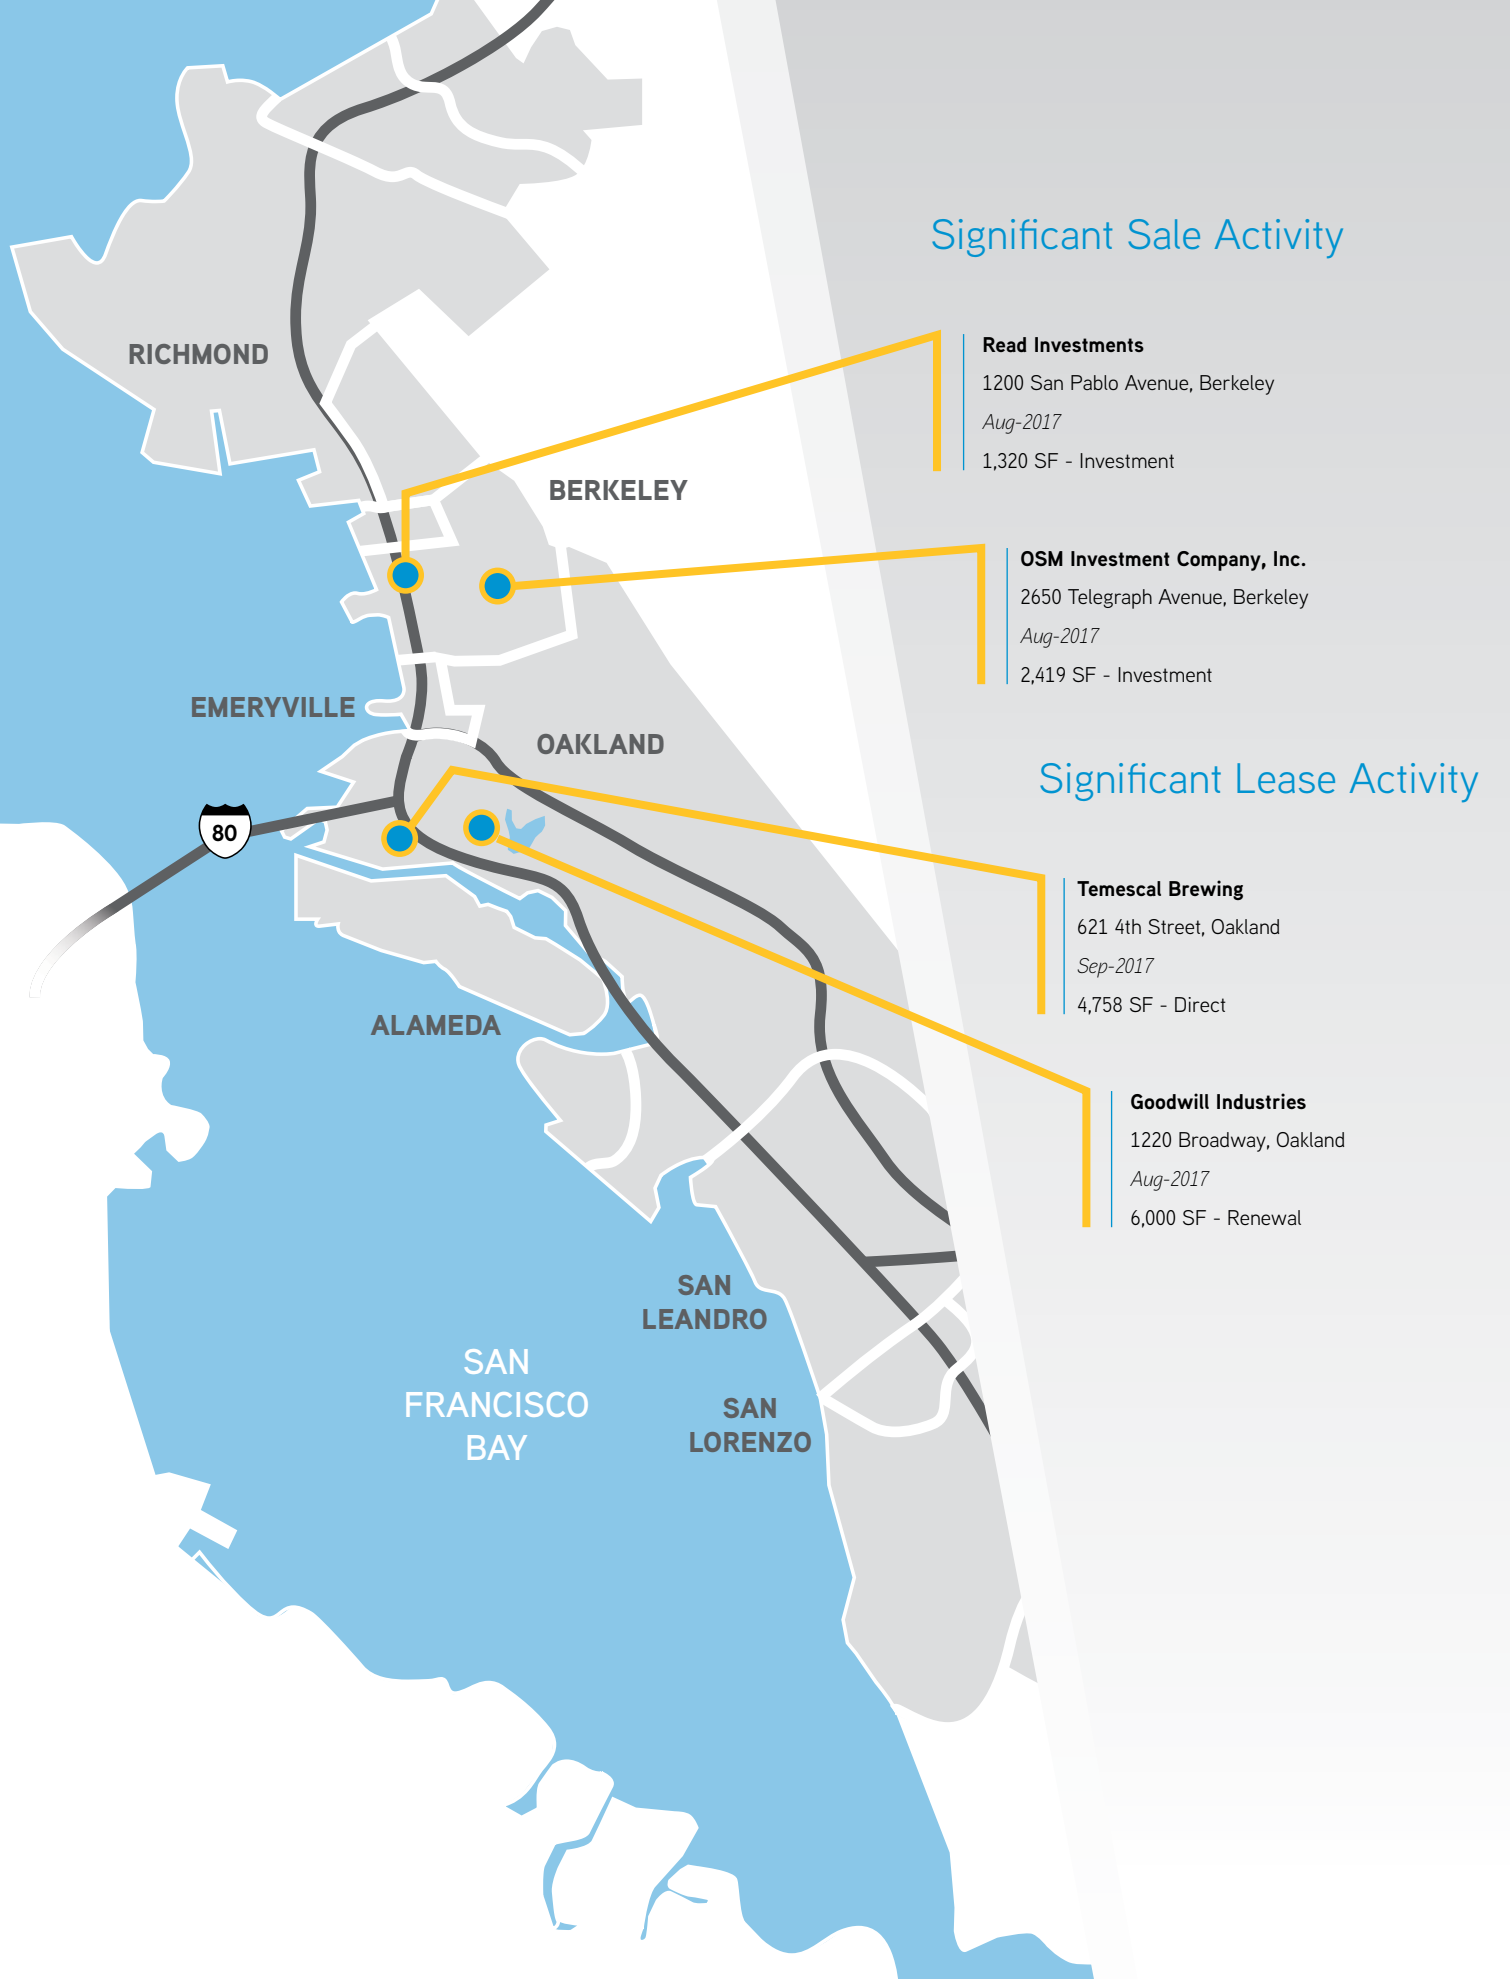 Significant Sale Activity
Read Investments
1200 San Pablo Avenue, Berkeley
Aug-2017
1,320 SF - Investment
OSM Investment Company, Inc.
2650 Telegraph Avenue, Berkeley
Aug-2017
2,419 SF - Investment
Significant Lease Activity
Temescal Brewing
621 4th Street, Oakland
Sep-2017
4,758 SF - Direct
Goodwill Industries
1220 Broadway, Oakland
Aug-2017
6,000 SF - Renewal
RICHMOND
BERKELEY
EMERYVILLE
OAKLAND
80
ALAMEDA
SAN
LEANDRO
SAN
FRANCISCO
BAY
SAN
LORENZO